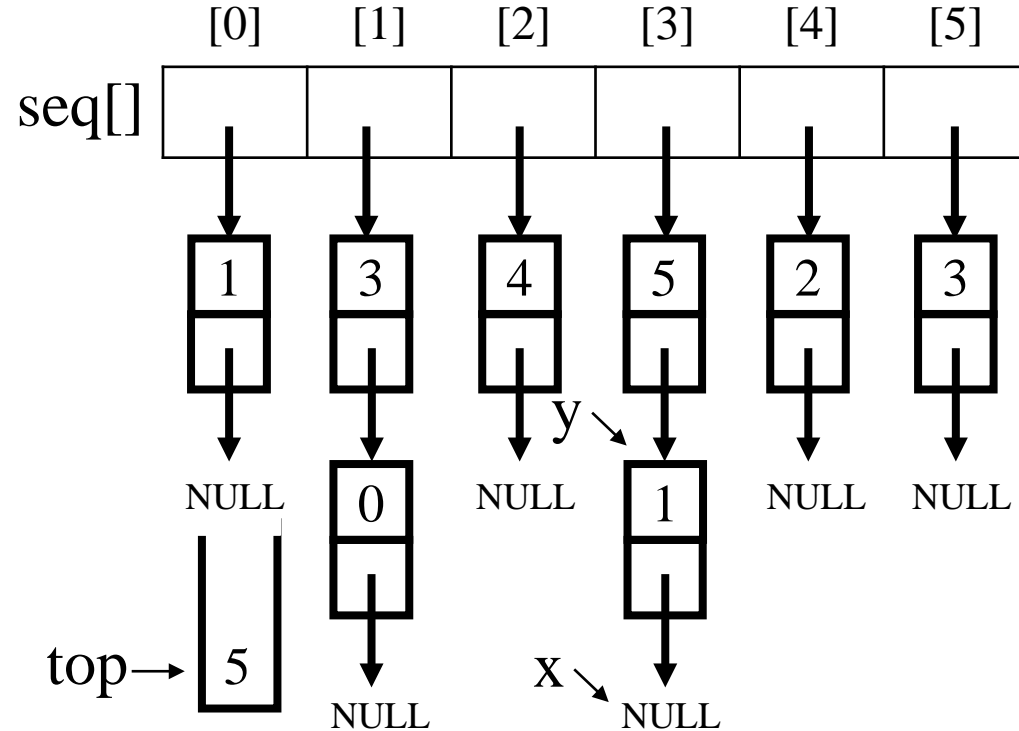 [0] [1] [2] [3] [4] [5]
seq[]
1 3 4 5 2 3
y
NULL 0 NULL 1 NULL NULL
top 5 x
NULL NULL